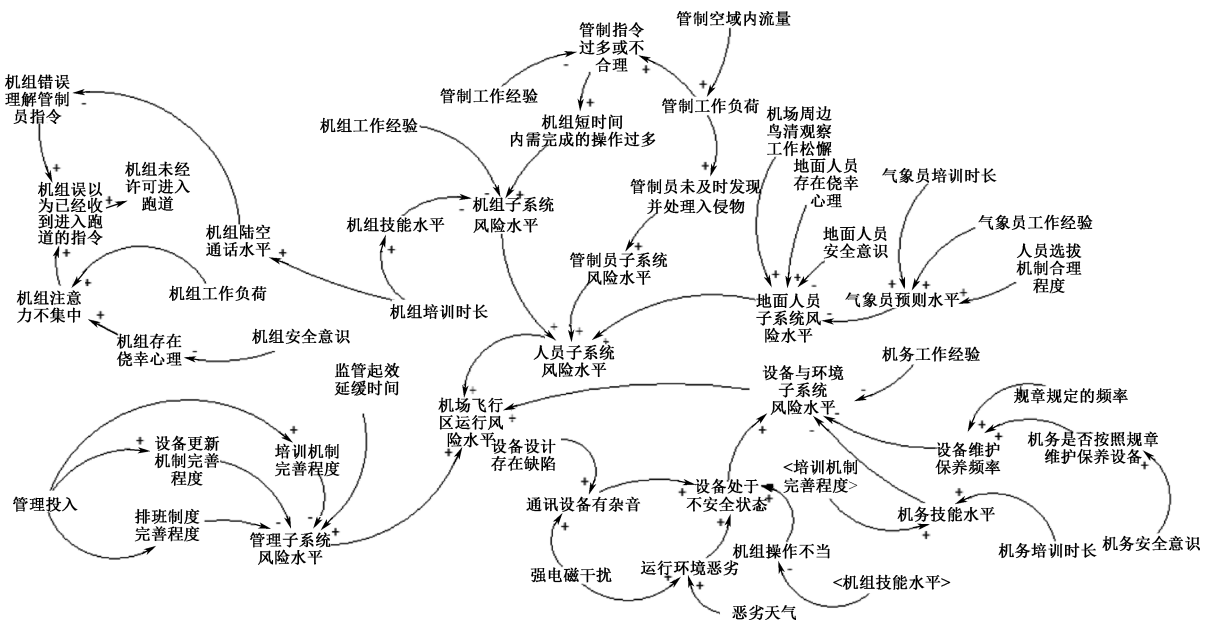 管制空域内流量
管制指令
过多或不
合理
机组错误
理解管制
员指令
管制工作经验
管制工作负荷
机场周边
鸟清观察
工作松懈
机组工作经验
机组短时间
内需完成的操作过多
机组未经
许可进入
跑道
地面人员
存在侥幸
心理
气象员培训时长
机组误以
为已经收
到进入跑
道的指令
管制员未及时发现
并处理入侵物
机组子系统
风险水平
机组技能水平
气象员工作经验
机组陆空
通话水平
地面人员
安全意识
人员选拔
机制合理
程度
管制员子系统
风险水平
机组注意
力不集中
机组工作负荷
机组培训时长
地面人员
子系统风
险水平
气象员预则水平
机组存在
侥幸心理
机组安全意识
人员子系统
风险水平
机务工作经验
监管起效
延缓时间
设备与环境
子系统
风险水平
规章规定的频率
机场飞行
区运行风
险水平
设备更新
机制完善
程度
培训机制
完善程度
设备设计
存在缺陷
设备维护
保养频率
机务是否按照规章
维护保养设备
<培训机制
完善程度>
管理投入
通讯设备有杂音
设备处于
不安全状态
机务技能水平
排班制度
完善程度
管理子系统
风险水平
机组操作不当
机务培训时长
机务安全意识
强电磁干扰
运行环境恶劣
<机组技能水平>
恶劣天气